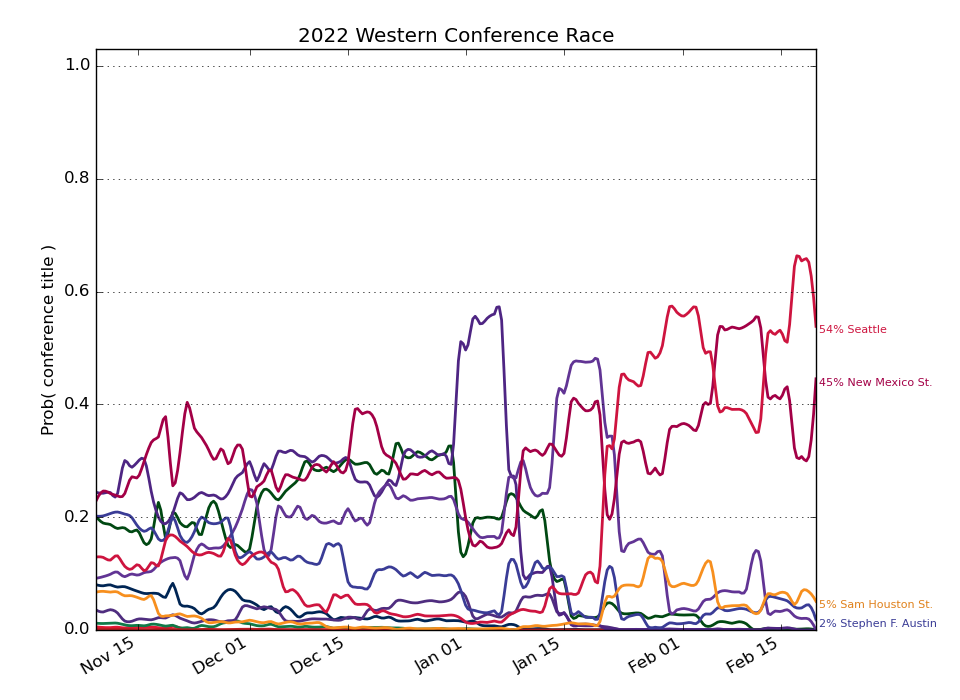 2022 Western Conference Race
Prob( conference title )
1.0
0.8
0.6
0.4
0.2
0.0
54% Seattle
45% New Mexico St.
5% Sam Houston St.
2% Stephen F. Austin
Nov 15
Dec 01
Dec 15
Jan 01
Jan 15
Feb 01
Feb 15